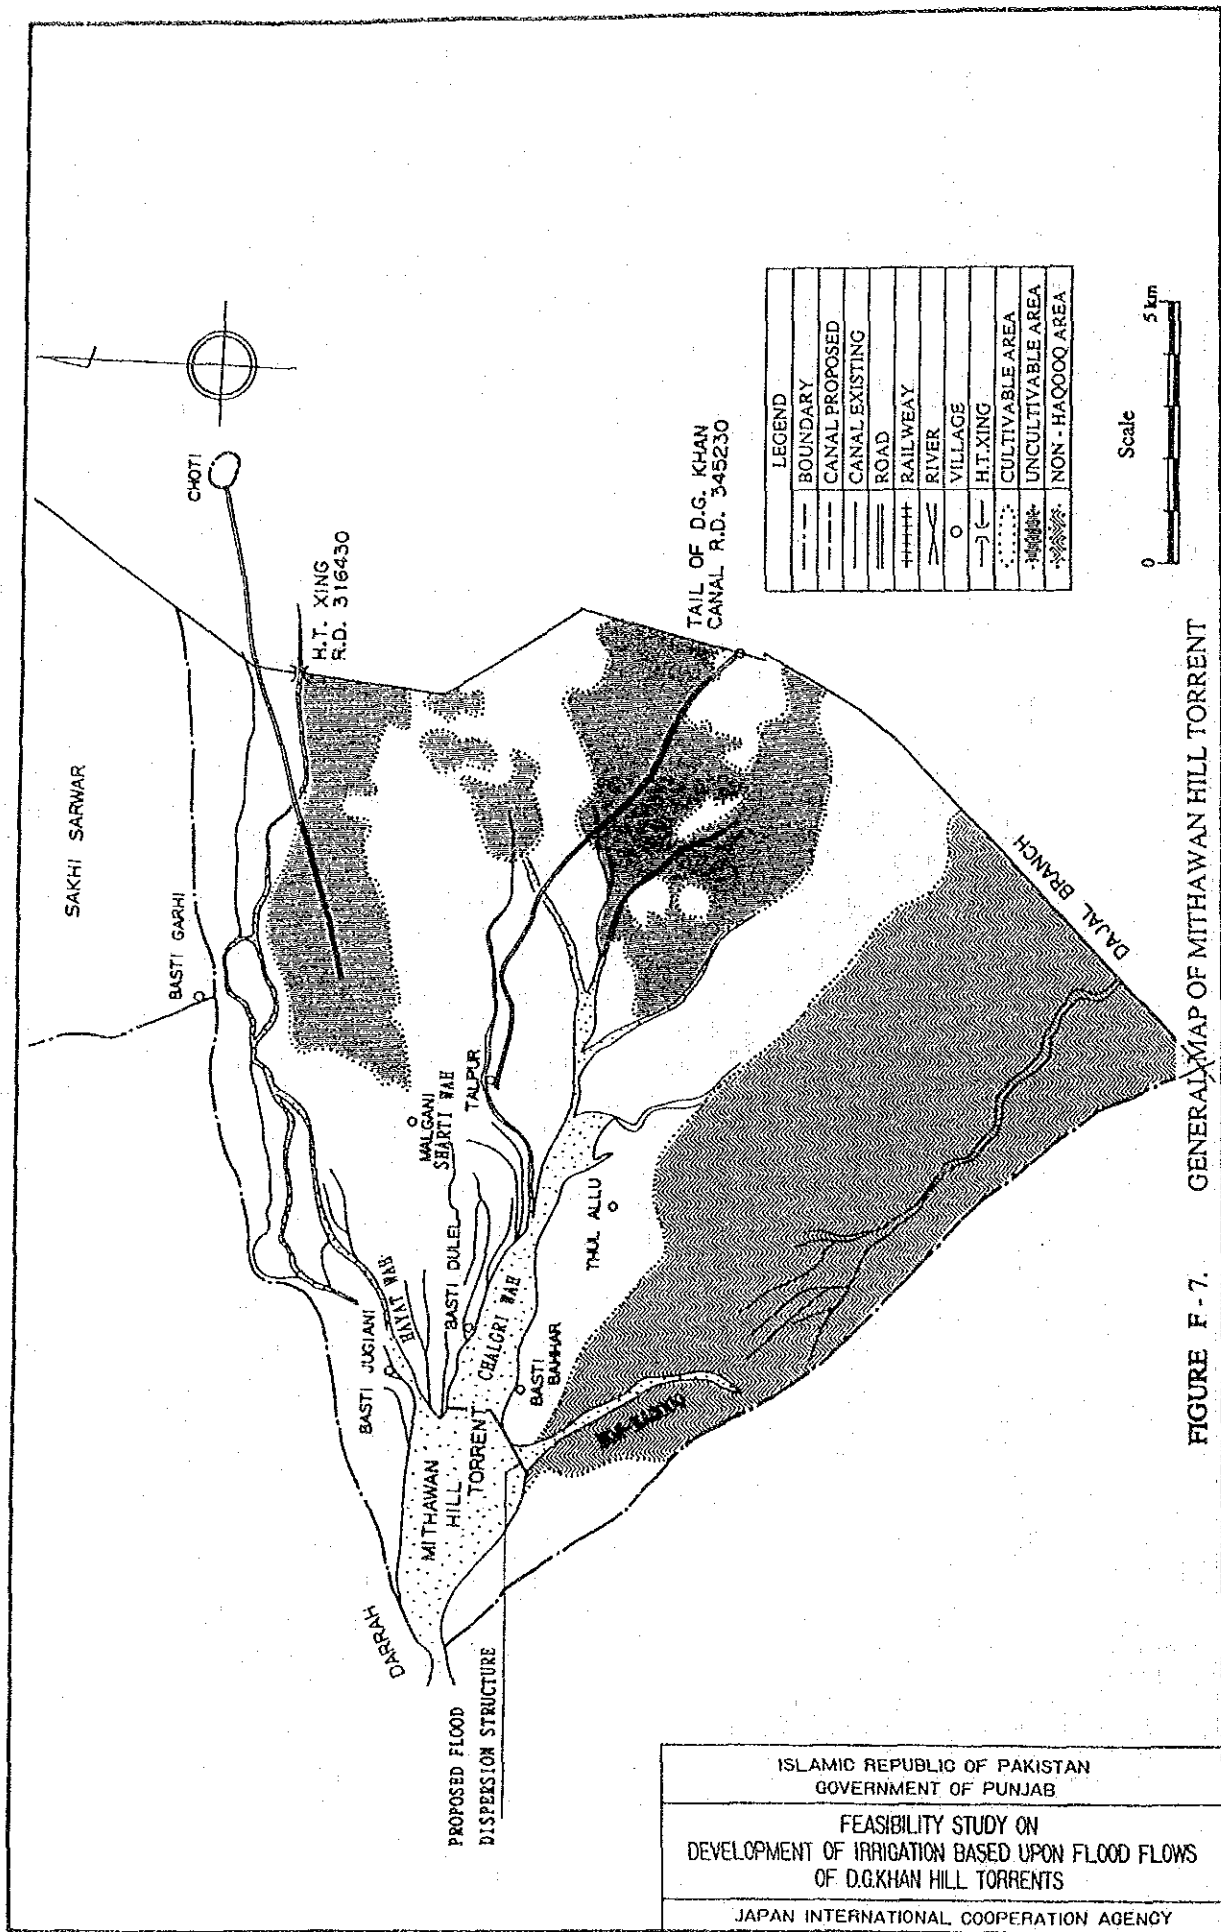 SAKHI SARWAR
BASTI GARHI
CHOTI
H.T. XING
R.D. 316430
DARRAH
BASTI JUGIANI
HAYAT WAH
MALGANI
SHARTI WAH
TALPUR
BASTI DULEL
MITHAWAN
HILL
TORRENT
CHALGRI WAH
BASTI
BAHHAR
THUL ALLU
TAIL OF D.G. KHAN
CANAL R.D. 345230
DAJAL BRANCH
PROPOSED FLOOD
DISPERSION STRUCTURE
LEGEND
BOUNDARY
CANAL PROPOSED
CANAL EXISTING
ROAD
RAILWEAY
RIVER
VILLAGE
H.T.XING
CULTIVABLE AREA
UNCULTIVABLE AREA
NON - HAQOOQ AREA
Scale
0 5 km
FIGURE F - 7. GENERAL MAP OF MITHAWAN HILL TORRENT
ISLAMIC REPUBLIC OF PAKISTAN
GOVERNMENT OF PUNJAB
FEASIBILITY STUDY ON
DEVELOPMENT OF IRRIGATION BASED UPON FLOOD FLOWS
OF D.G.KHAN HILL TORRENTS
JAPAN INTERNATIONAL COOPERATION AGENCY